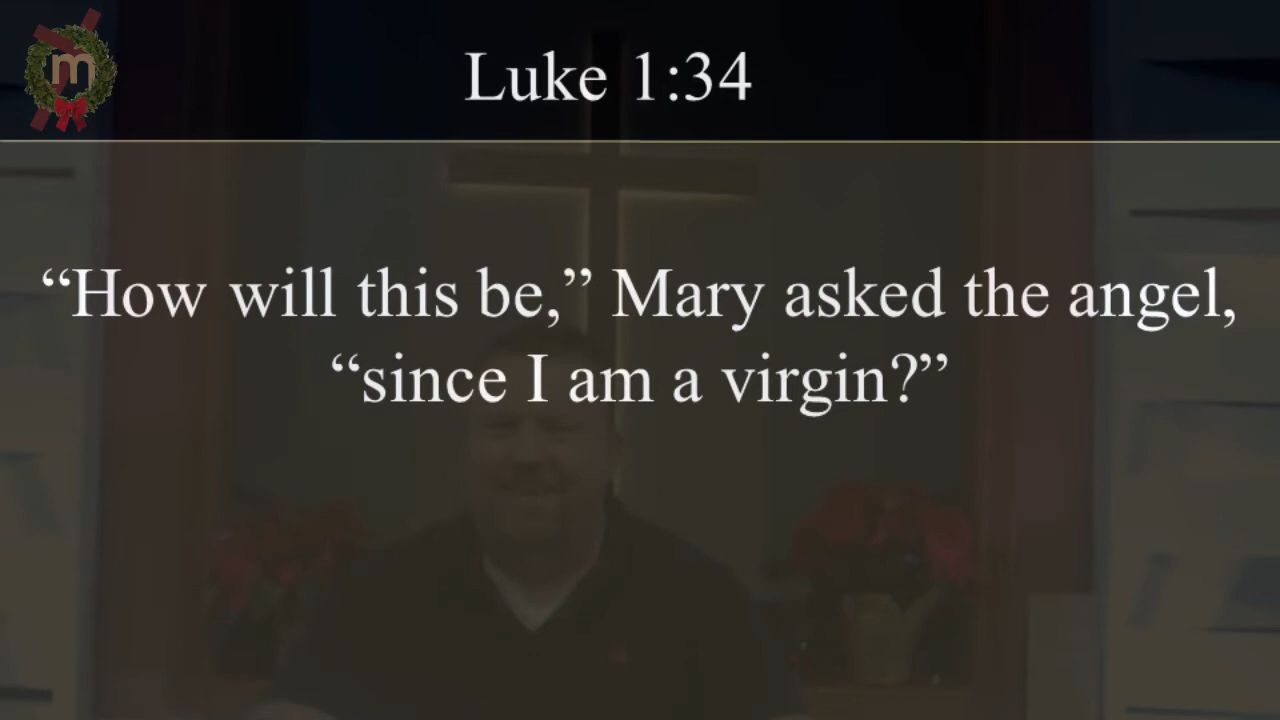 m
Luke 1:34
“How will this be,” Mary asked the angel,
“since I am a virgin?”